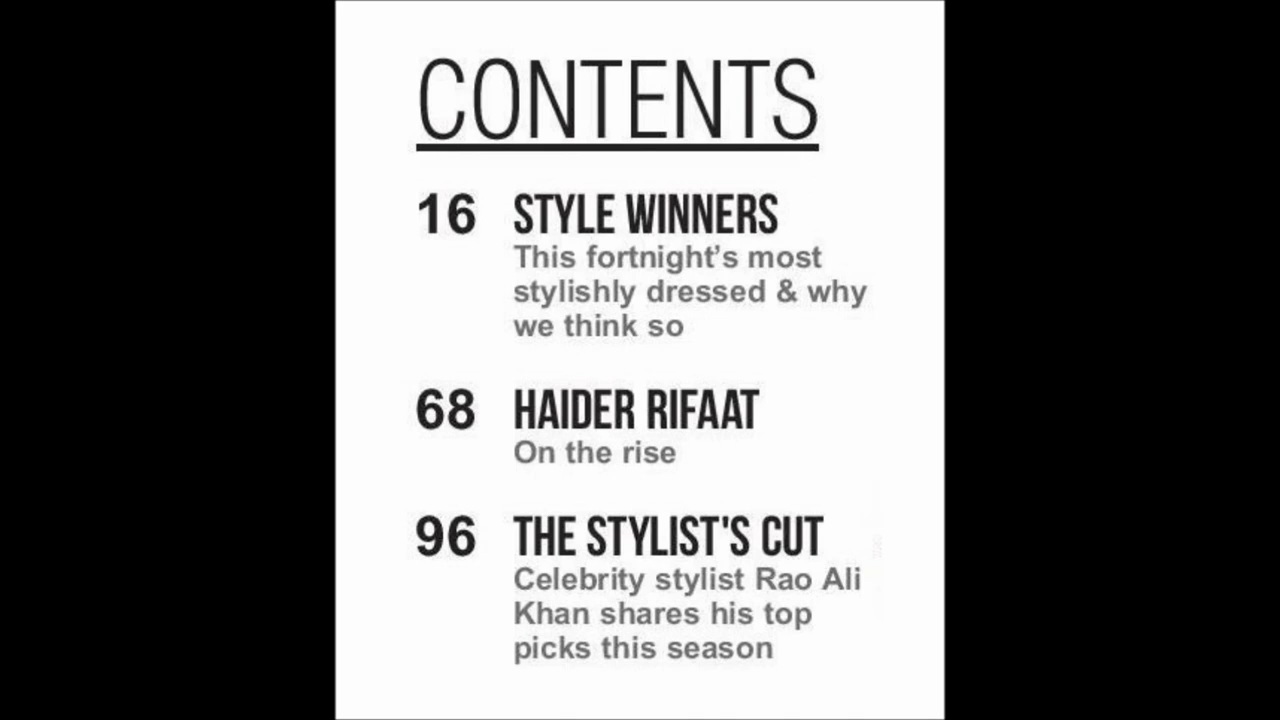 CONTENTS
16 STYLE WINNERS
This fortnight's most
stylishly dressed & why
we think so
68 HAIDER RIFAAT
On the rise
96 THE STYLIST'S CUT
Celebrity stylist Rao Ali
Khan shares his top
picks this season